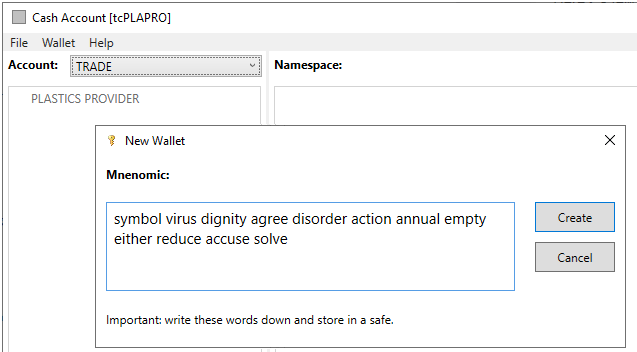 Cash Account [tcPLAPRO]
File Wallet Help
Account: TRADE Namespace:
PLASTICS PROVIDER
New Wallet
Mnenomic:
symbol virus dignity agree disorder action annual empty
either reduce accuse solve
Create
Cancel
Important: write these words down and store in a safe.